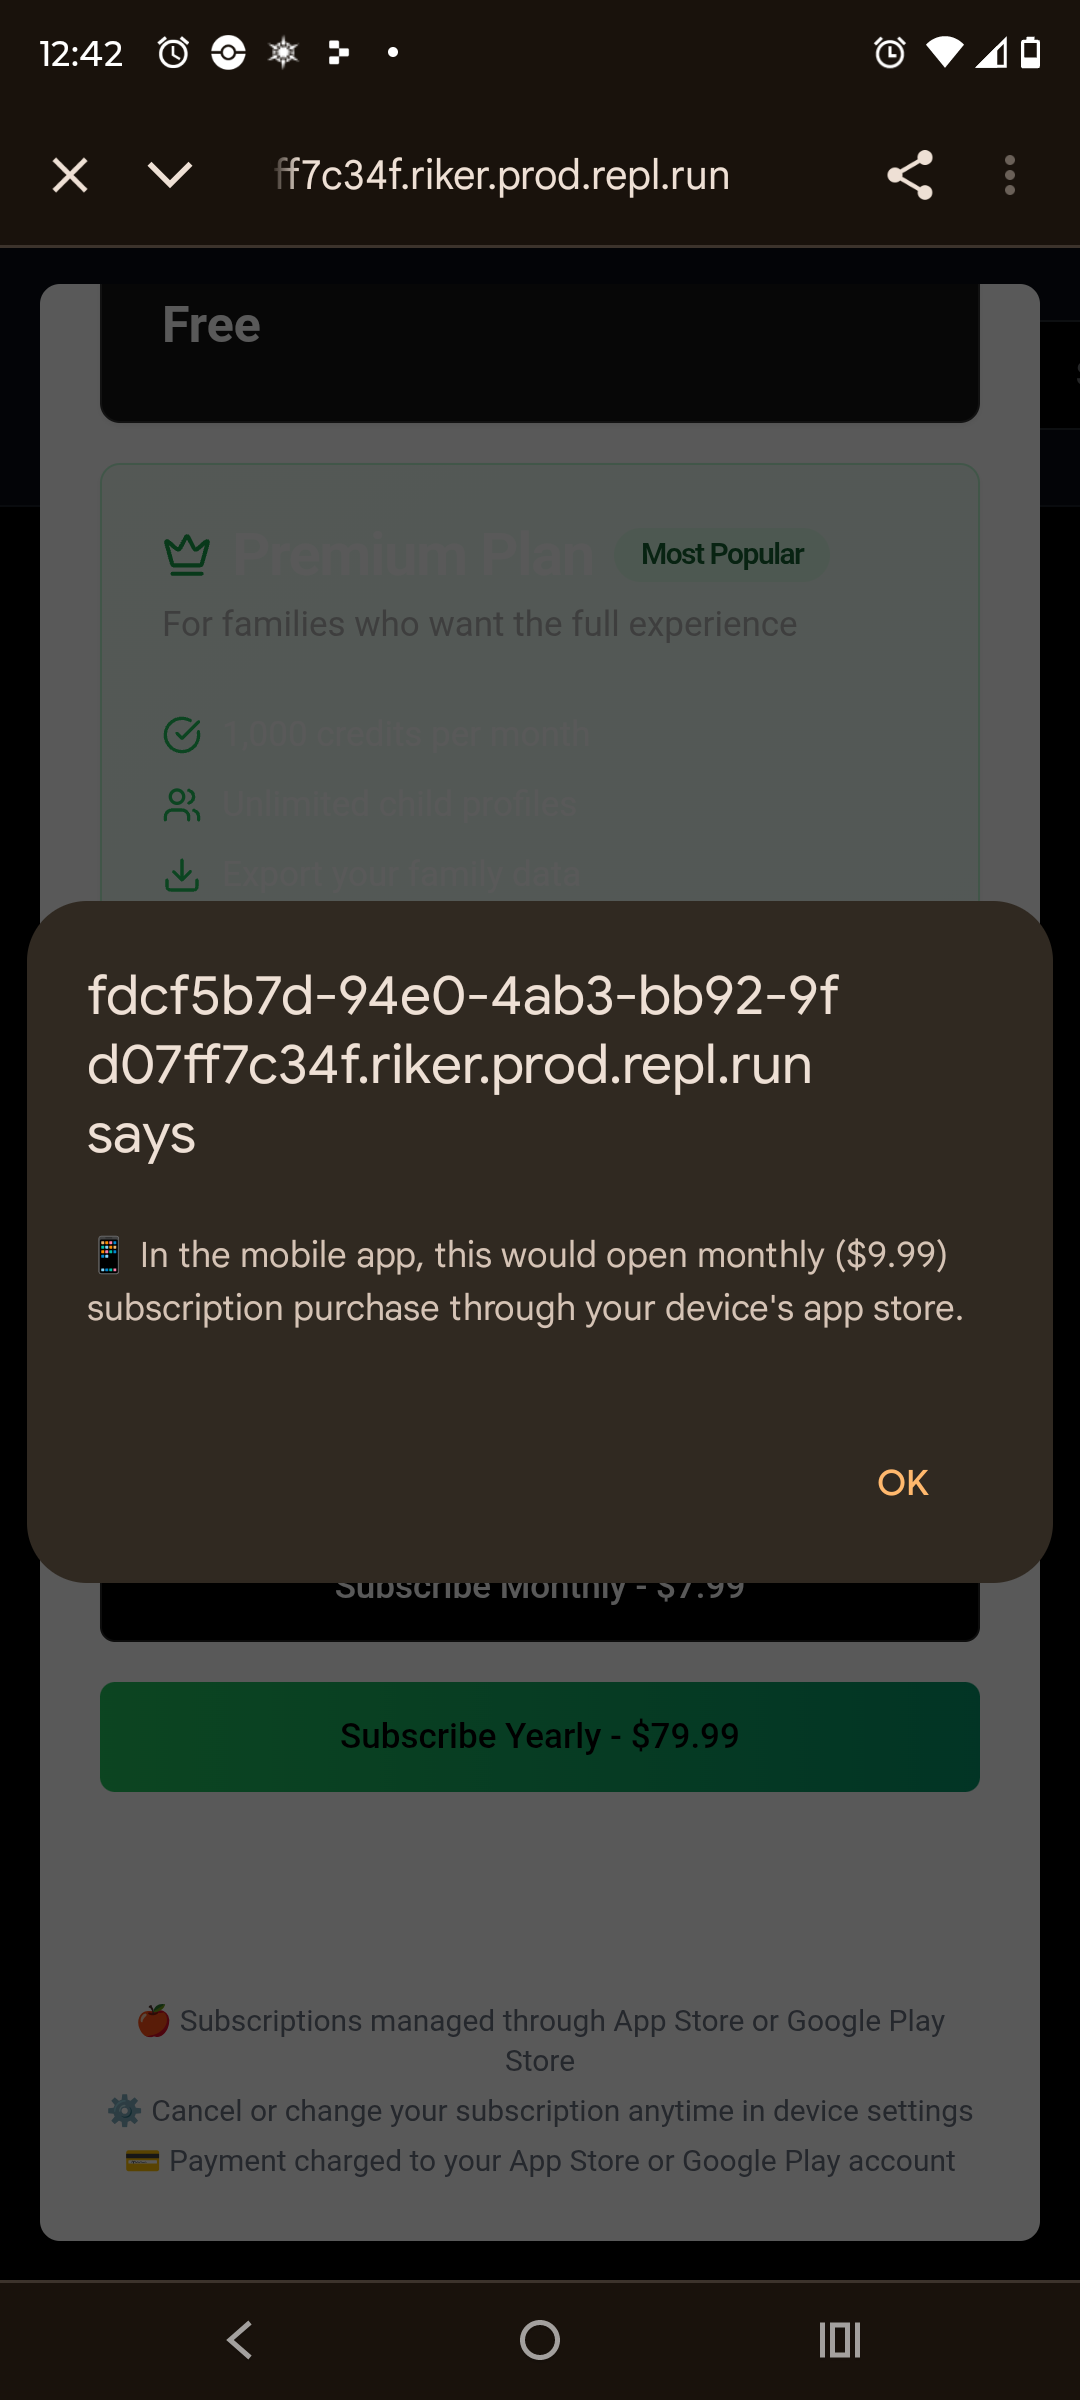 12:42
ff7c34f.riker.prod.repl.run
Free
Premium Plan Most Popular
For families who want the full experience
1,000 credits per month
Unlimited child profiles
Export your family data
fdcf5b7d-94e0-4ab3-bb92-9f
d07ff7c34f.riker.prod.repl.run
says
📱 In the mobile app, this would open monthly ($9.99)
subscription purchase through your device's app store.
OK
Subscribe Monthly - $7.99
Subscribe Yearly - $79.99
🍎 Subscriptions managed through App Store or Google Play
Store
⚙️ Cancel or change your subscription anytime in device settings
💳 Payment charged to your App Store or Google Play account